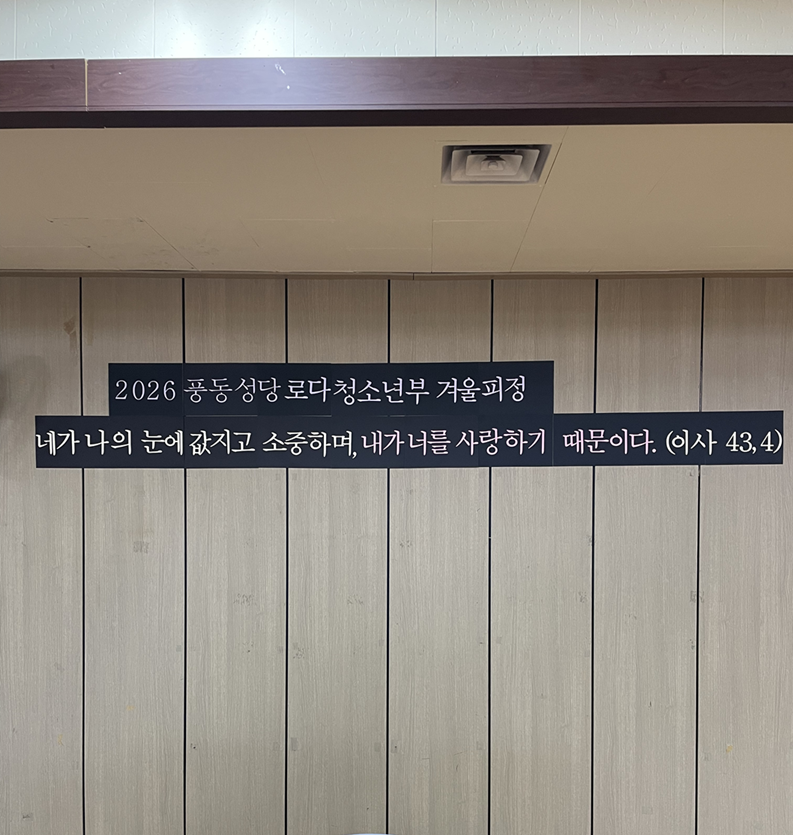 2026 풍동성당 로다청소년부 겨울피정
네가 나의 눈에 값지고 소중하며, 내가 너를 사랑하기 때문이다. (이사 43,4)